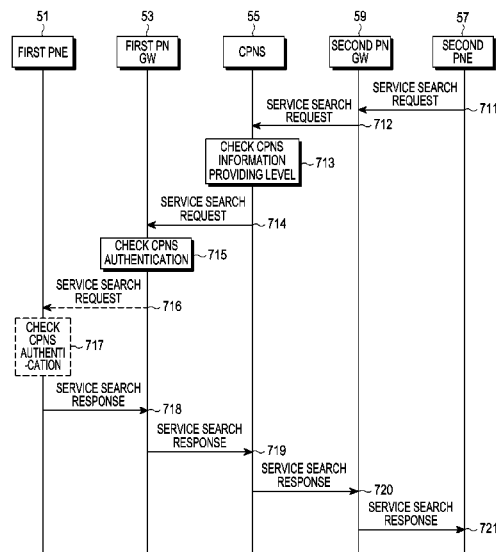 51
53
55
59
57
FIRST PNE
FIRST PN
GW
CPNS
SECOND PN
GW
SECOND
PNE
SERVICE SEARCH
REQUEST
711
SERVICE SEARCH
REQUEST
712
CHECK CPNS
INFORMATION
PROVIDING LEVEL
713
SERVICE SEARCH
REQUEST
714
CHECK CPNS
AUTHENTICATION
715
SERVICE SEARCH
REQUEST
716
CHECK
CPNS
AUTHENTI
-CATION
717
SERVICE SEARCH
RESPONSE
718
SERVICE SEARCH
RESPONSE
719
SERVICE SEARCH
RESPONSE
720
SERVICE SEARCH
RESPONSE
721